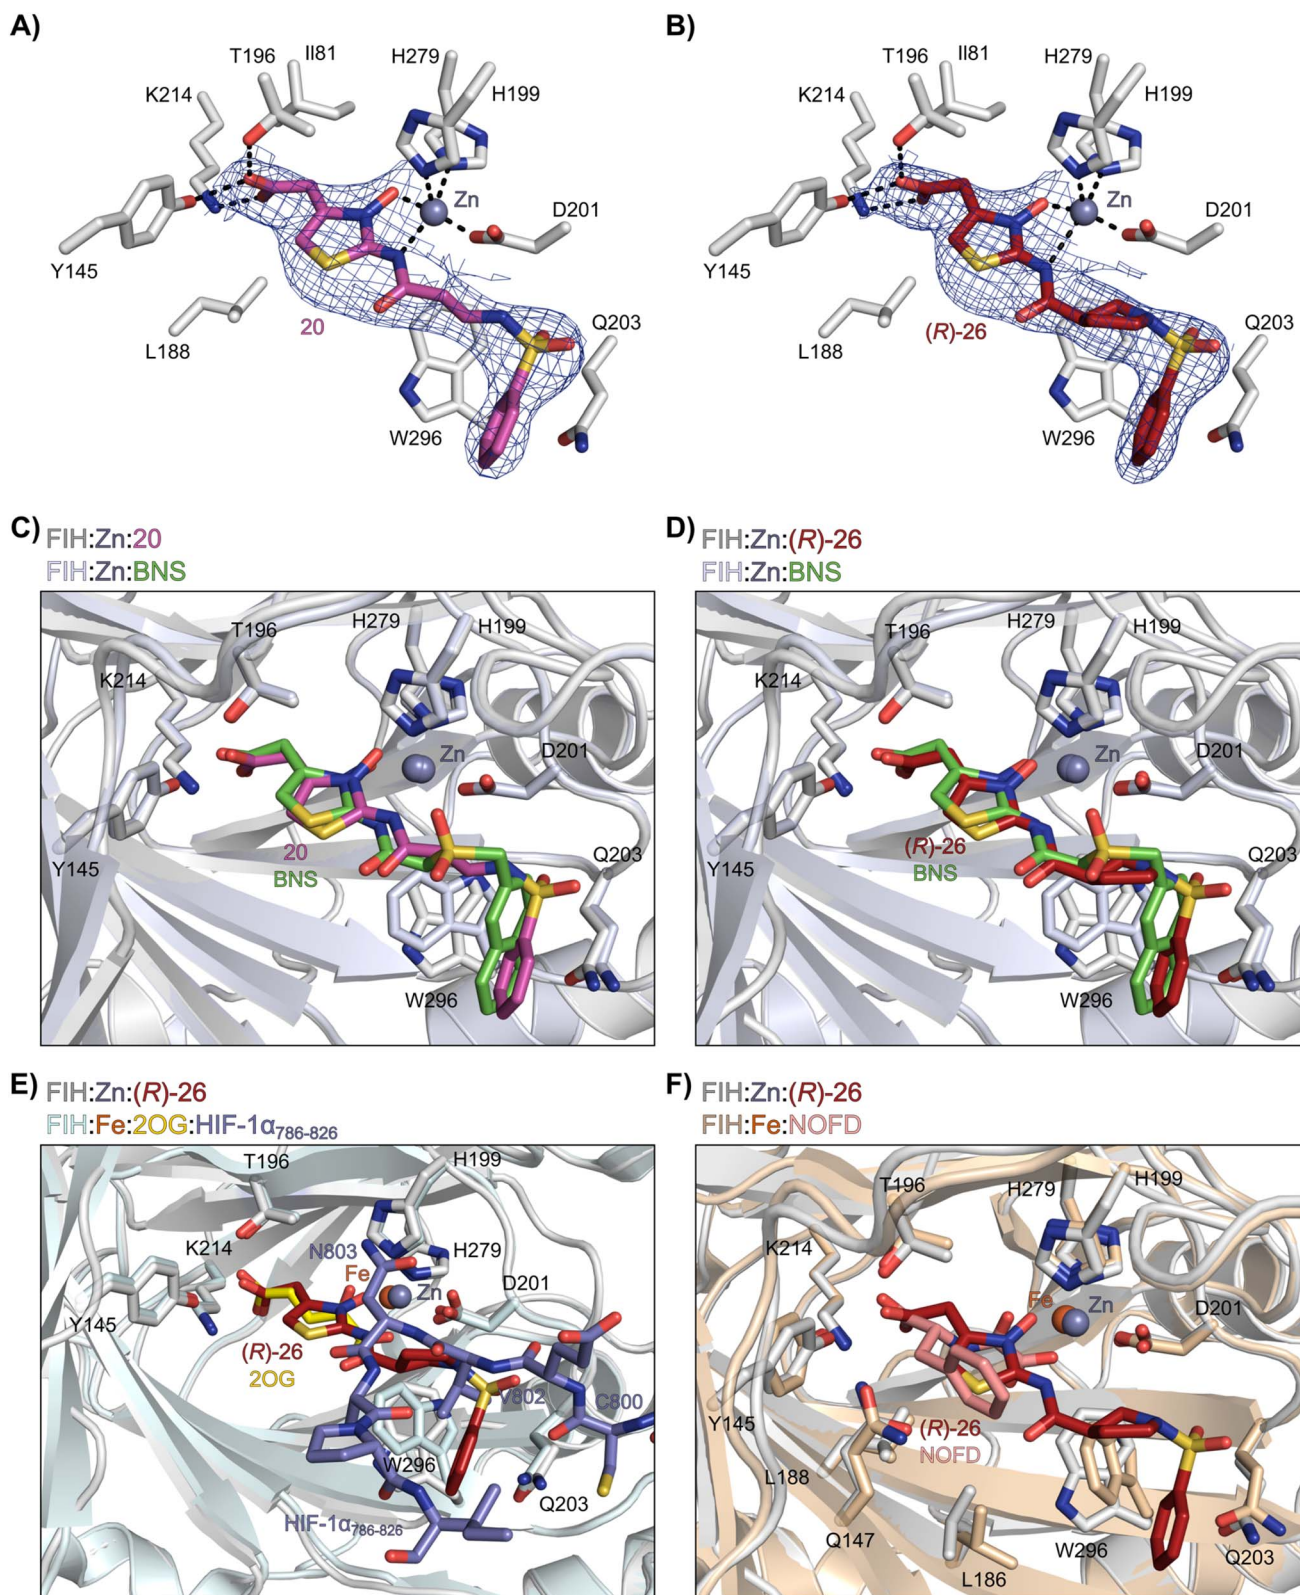 A)
T196
II81
H279
K214
H199
Zn
D201
Y145
20
L188
Q203
W296
B)
T196
II81
H279
K214
H199
Zn
D201
Y145
(R)-26
L188
Q203
W296
C)
FIH:Zn:20
FIH:Zn:BNS
T196
H279
H199
K214
Zn
D201
20
BNS
Y145
Q203
W296
D)
FIH:Zn:(R)-26
FIH:Zn:BNS
T196
H279
H199
K214
Zn
D201
(R)-26
BNS
Y145
Q203
W296
E)
FIH:Zn:(R)-26
FIH:Fe:2OG:HIF-1α786-826
T196
H199
K214
N803
H279
Fe
Zn
D201
Y145
(R)-26
2OG
V802
C800
W296
Q203
HIF-1α786-826
F)
FIH:Zn:(R)-26
FIH:Fe:NOFD
T196
H279
H199
K214
Fe
Zn
D201
Y145
(R)-26
NOFD
L188
Q147
L186
W296
Q203